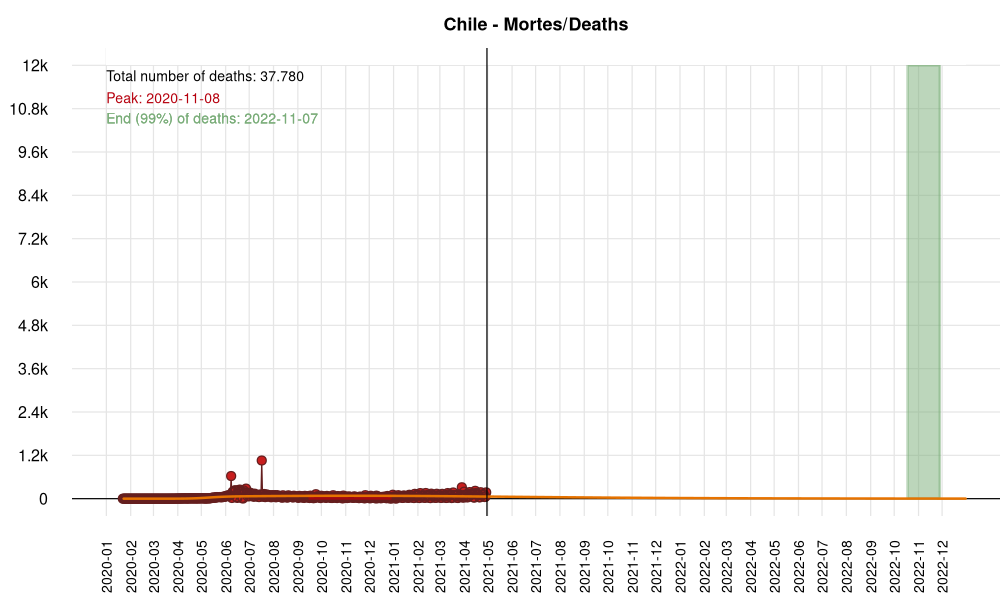 Chile - Mortes/Deaths
Total number of deaths: 37.780
Peak: 2020-11-08
End (99%) of deaths: 2022-11-07
12k
10.8k
9.6k
8.4k
7.2k
6k
4.8k
3.6k
2.4k
1.2k
0
2020-01
2020-02
2020-03
2020-04
2020-05
2020-06
2020-07
2020-08
2020-09
2020-10
2020-11
2020-12
2021-01
2021-02
2021-03
2021-04
2021-05
2021-06
2021-07
2021-08
2021-09
2021-10
2021-11
2021-12
2022-01
2022-02
2022-03
2022-04
2022-05
2022-06
2022-07
2022-08
2022-09
2022-10
2022-11
2022-12